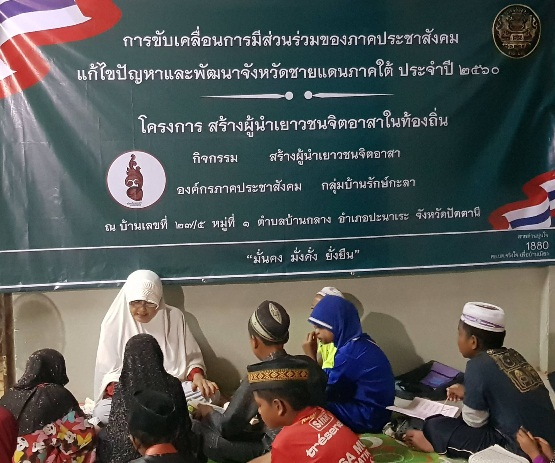 การขับเคลื่อนการมีส่วนร่วมของภาคประชาสังคม
แก้ไขปัญหาและพัฒนาจังหวัดชายแดนภาคใต้ ประจำปี ๒๕๖๐
โครงการ สร้างผู้นำเยาวชนจิตอาสาในท้องถิ่น
กิจกรรม สร้างผู้นำเยาวชนจิตอาสา
องค์กรภาคประชาสังคม กลุ่มบ้านรักษ์กะลา
ณ บ้านเลขที่ ๒๗/๕ หมู่ที่ ๑ ตำบลบ้านกลาง อำเภอปะนาเระ จังหวัดปัตตานี
สายด่วนอุ่นใจ
1880
"มั่นคง มั่งคั่ง ยั่งยืน"